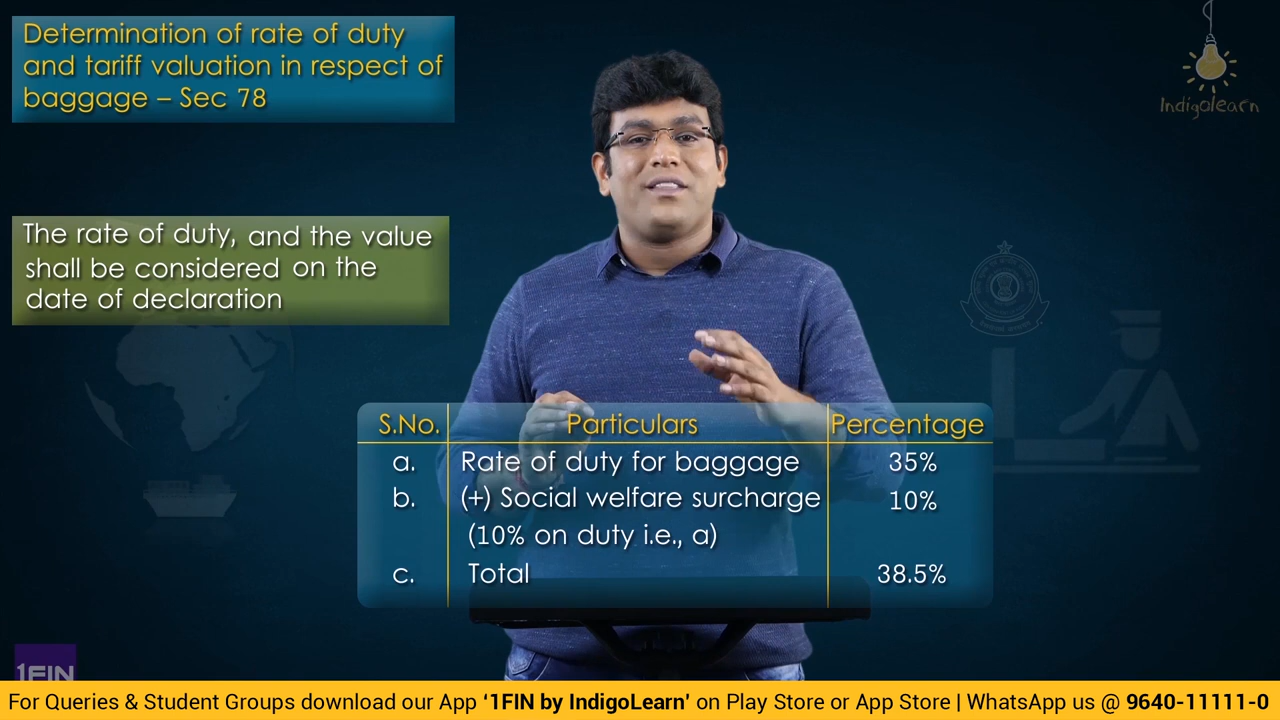 Determination of rate of duty
and tariff valuation in respect of
baggage – Sec 78
Indigolearn
The rate of duty, and the value
shall be considered on the
date of declaration
S.No. Particulars Percentage
a. Rate of duty for baggage 35%
b. (+) Social welfare surcharge 10%
(10% on duty i.e., a)
c. Total 38.5%
1FIN
For Queries & Student Groups download our App ‘1FIN by IndigoLearn’ on Play Store or App Store | WhatsApp us @ 9640-11111-0